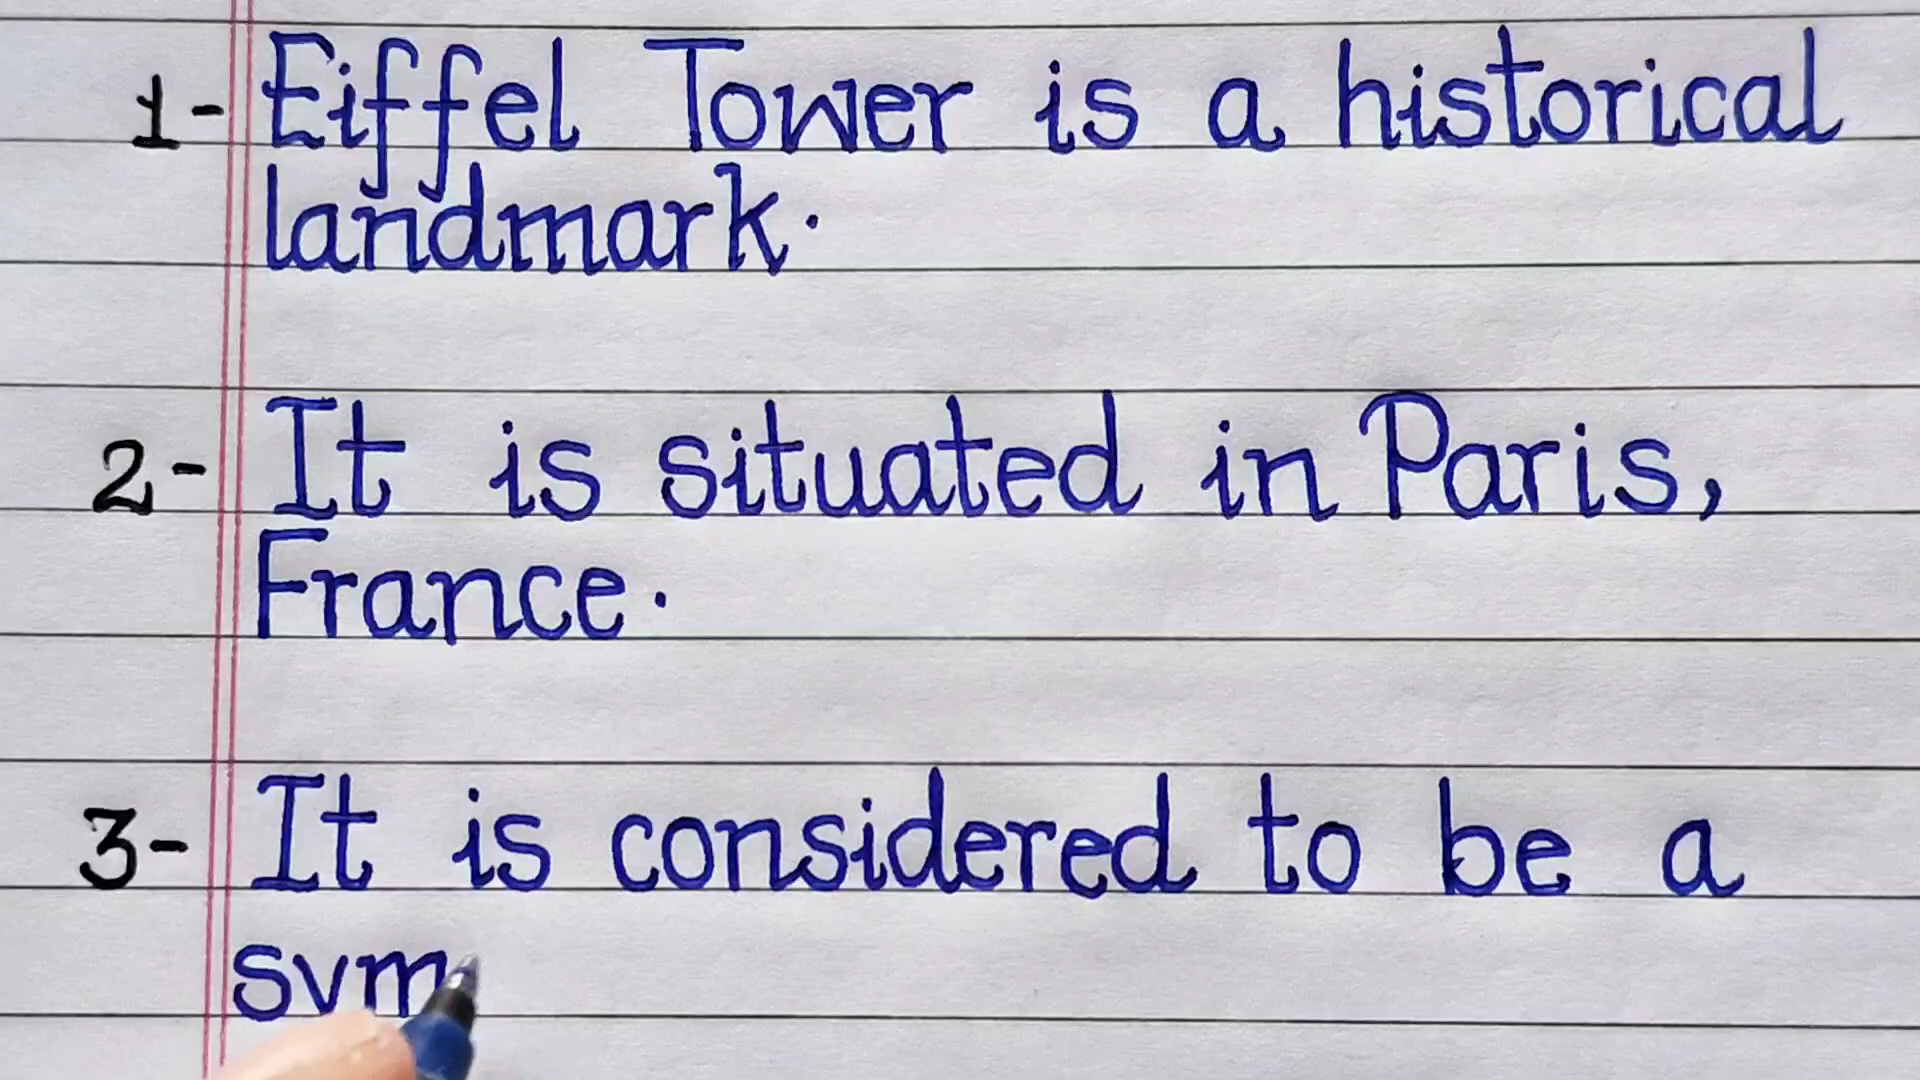 1- Eiffel Tower is a historical
landmark.
2- It is situated in Paris,
France.
3- It is considered to be a
sym